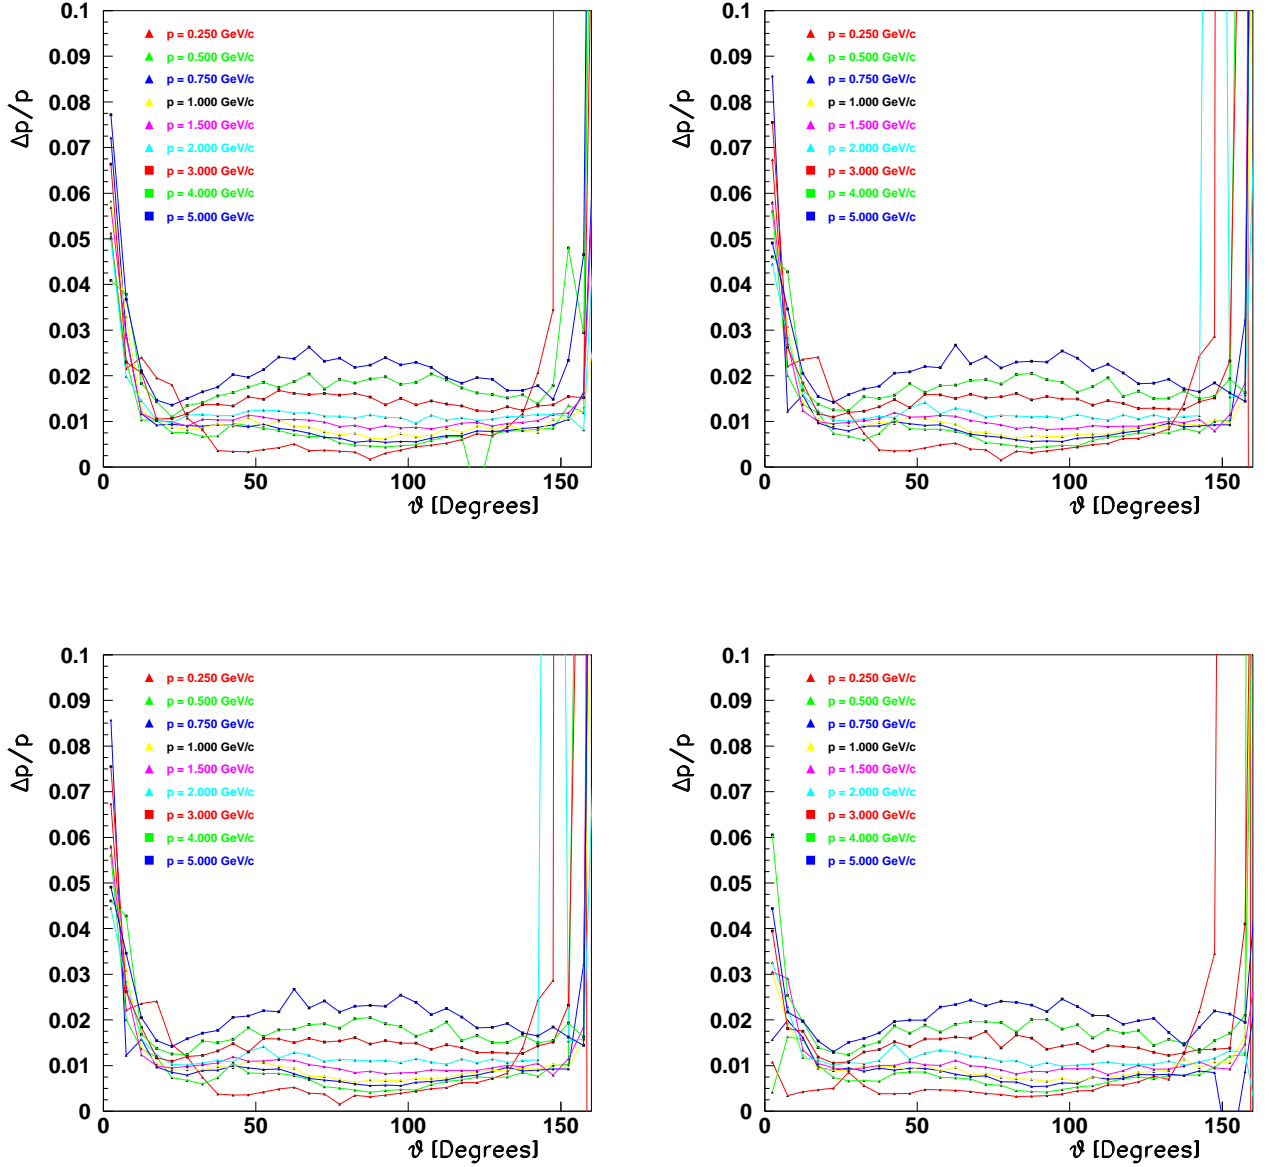 0.1
0.09
0.08
0.07
0.06
0.05
0.04
0.03
0.02
0.01
0
0
50
100
150
Δp/p
ϑ [Degrees]
p = 0.250 GeV/c
p = 0.500 GeV/c
p = 0.750 GeV/c
p = 1.000 GeV/c
p = 1.500 GeV/c
p = 2.000 GeV/c
p = 3.000 GeV/c
p = 4.000 GeV/c
p = 5.000 GeV/c
0.1
0.09
0.08
0.07
0.06
0.05
0.04
0.03
0.02
0.01
0
0
50
100
150
Δp/p
ϑ [Degrees]
p = 0.250 GeV/c
p = 0.500 GeV/c
p = 0.750 GeV/c
p = 1.000 GeV/c
p = 1.500 GeV/c
p = 2.000 GeV/c
p = 3.000 GeV/c
p = 4.000 GeV/c
p = 5.000 GeV/c
0.1
0.09
0.08
0.07
0.06
0.05
0.04
0.03
0.02
0.01
0
0
50
100
150
Δp/p
ϑ [Degrees]
p = 0.250 GeV/c
p = 0.500 GeV/c
p = 0.750 GeV/c
p = 1.000 GeV/c
p = 1.500 GeV/c
p = 2.000 GeV/c
p = 3.000 GeV/c
p = 4.000 GeV/c
p = 5.000 GeV/c
0.1
0.09
0.08
0.07
0.06
0.05
0.04
0.03
0.02
0.01
0
0
50
100
150
Δp/p
ϑ [Degrees]
p = 0.250 GeV/c
p = 0.500 GeV/c
p = 0.750 GeV/c
p = 1.000 GeV/c
p = 1.500 GeV/c
p = 2.000 GeV/c
p = 3.000 GeV/c
p = 4.000 GeV/c
p = 5.000 GeV/c